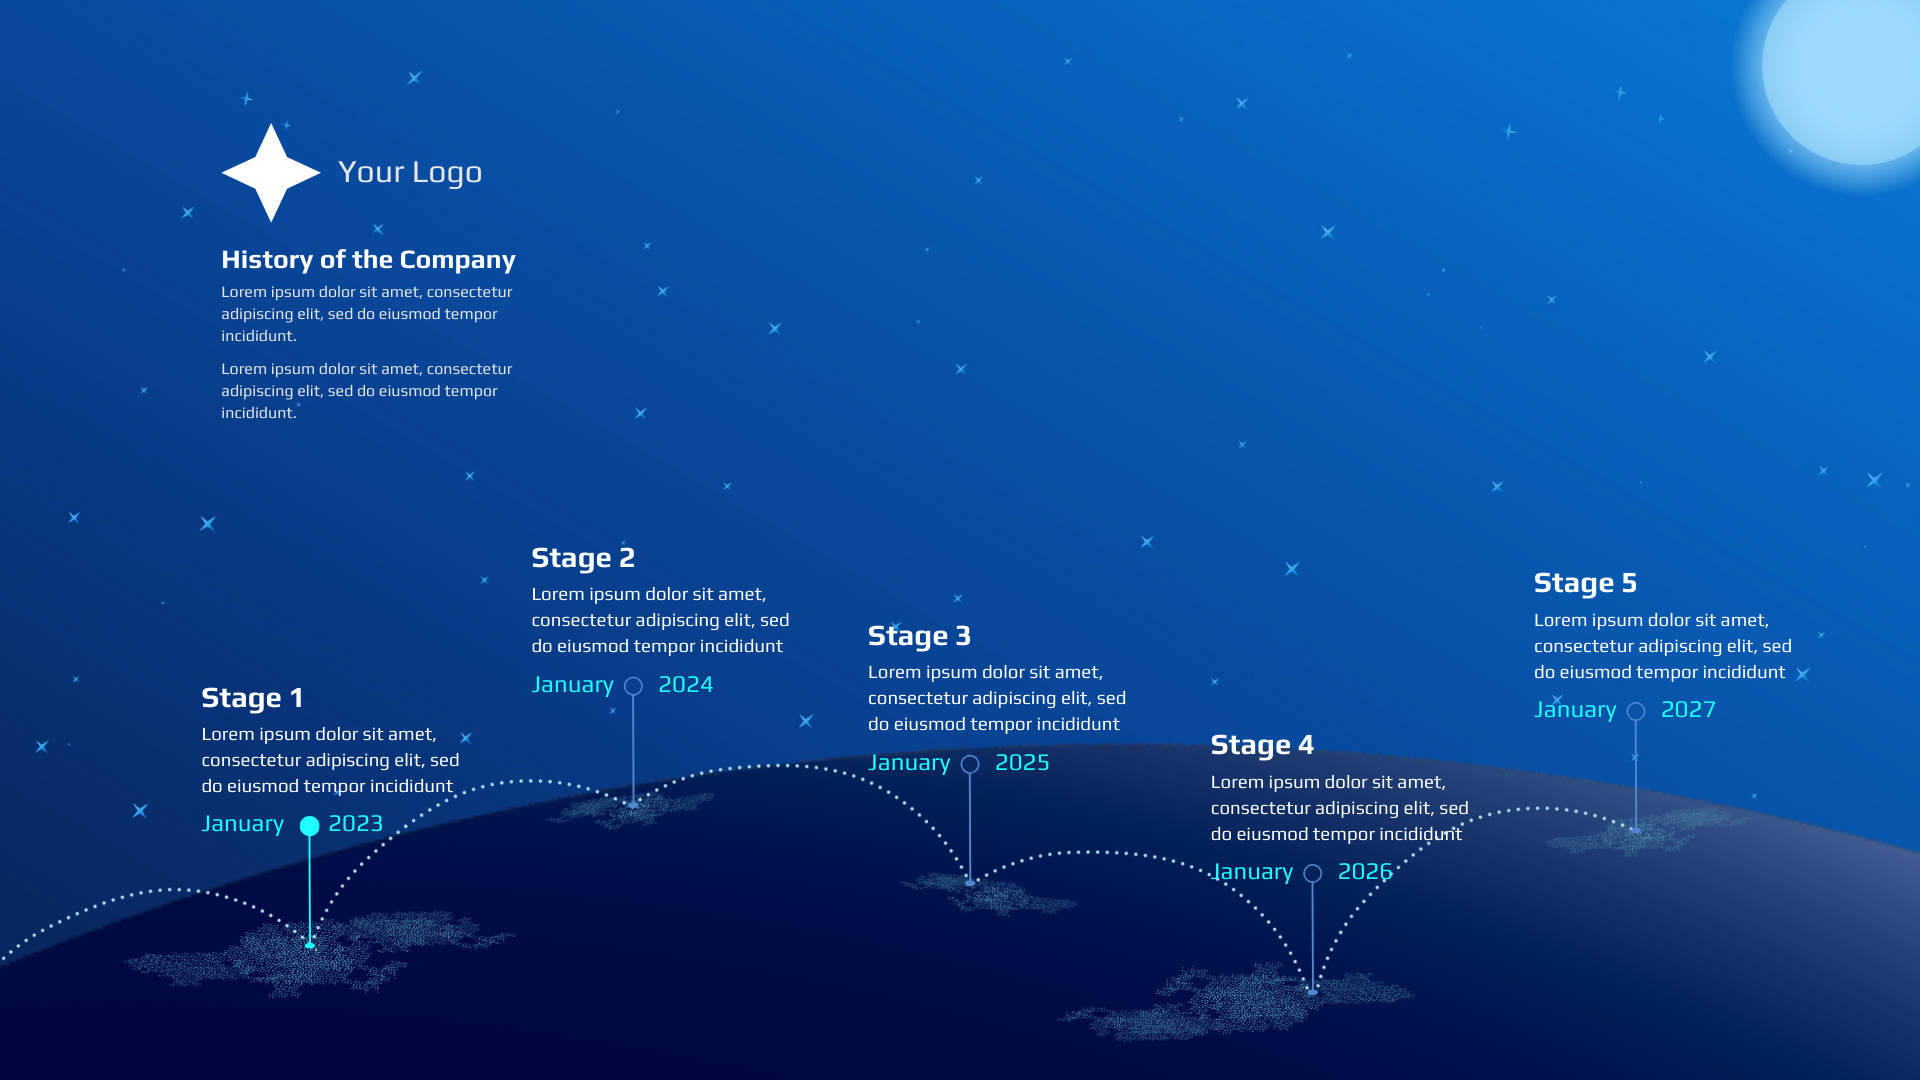 Your Logo
History of the Company
Lorem ipsum dolor sit amet, consectetur
adipiscing elit, sed do eiusmod tempor
incididunt.
Lorem ipsum dolor sit amet, consectetur
adipiscing elit, sed do eiusmod tempor
incididunt.
Stage 1
Lorem ipsum dolor sit amet,
consectetur adipiscing elit, sed
do eiusmod tempor incididunt
January 2023
Stage 2
Lorem ipsum dolor sit amet,
consectetur adipiscing elit, sed
do eiusmod tempor incididunt
January 2024
Stage 3
Lorem ipsum dolor sit amet,
consectetur adipiscing elit, sed
do eiusmod tempor incididunt
January 2025
Stage 4
Lorem ipsum dolor sit amet,
consectetur adipiscing elit, sed
do eiusmod tempor incididunt
January 2026
Stage 5
Lorem ipsum dolor sit amet,
consectetur adipiscing elit, sed
do eiusmod tempor incididunt
January 2027